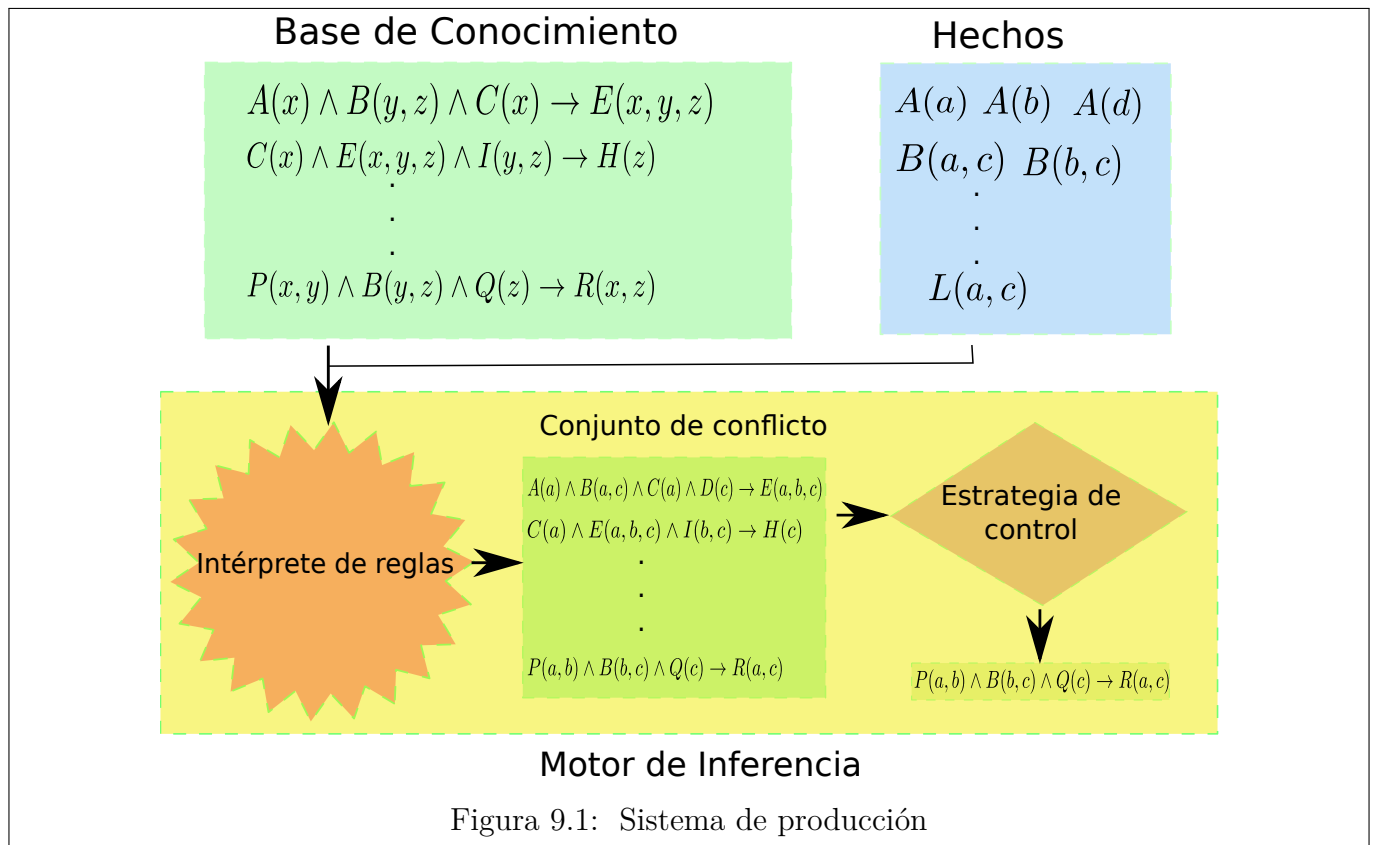 Base de Conocimiento
A(x) ∧ B(y, z) ∧ C(x) → E(x, y, z)
C(x) ∧ E(x, y, z) ∧ I(y, z) → H(z)
.
.
.
P(x, y) ∧ B(y, z) ∧ Q(z) → R(x, z)
Hechos
A(a) A(b) A(d)
B(a, c) B(b, c)
.
.
.
L(a, c)
Conjunto de conflicto
Intérprete de reglas
A(a) ∧ B(a, c) ∧ C(a) ∧ D(c) → E(a, b, c)
C(a) ∧ E(a, b, c) ∧ I(b, c) → H(c)
.
.
.
P(a, b) ∧ B(b, c) ∧ Q(c) → R(a, c)
Estrategia de
control
P(a, b) ∧ B(b, c) ∧ Q(c) → R(a, c)
Motor de Inferencia
Figura 9.1: Sistema de producción